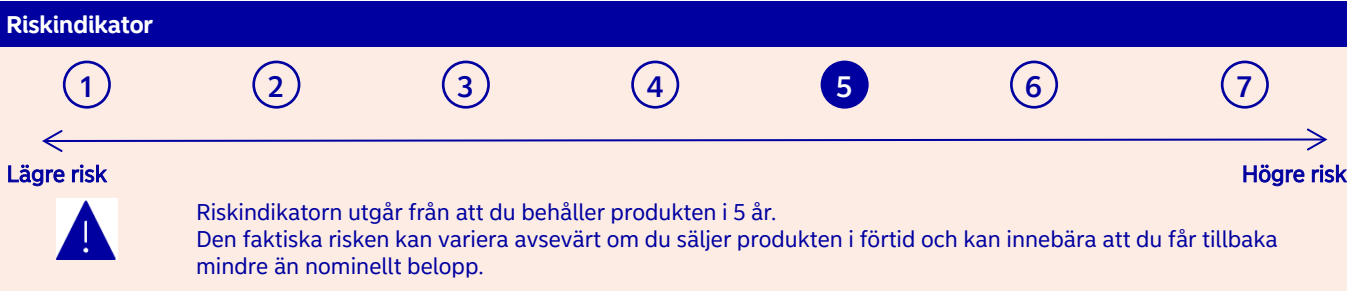 Riskindikator
1 2 3 4 5 6 7
Lägre risk Högre risk
Riskindikatorn utgår från att du behåller produkten i 5 år.
Den faktiska risken kan variera avsevärt om du säljer produkten i förtid och kan innebära att du får tillbaka
mindre än nominellt belopp.